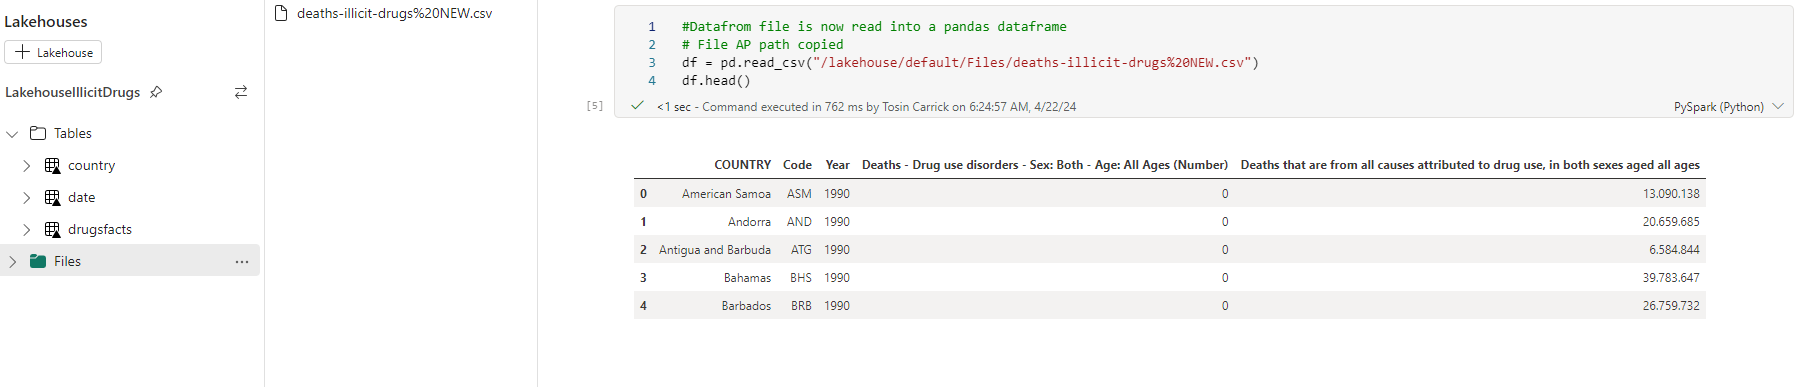 Lakehouses
+ Lakehouse
LakehouseIllicitDrugs
Tables
country
date
drugsfacts
Files
...
deaths-illicit-drugs%20NEW.csv
1 #Datafrom file is now read into a pandas dataframe
2 # File AP path copied
3 df = pd.read_csv("/lakehouse/default/Files/deaths-illicit-drugs%20NEW.csv")
4 df.head()
[5] <1 sec - Command executed in 762 ms by Tosin Carrick on 6:24:57 AM, 4/22/24 PySpark (Python)
COUNTRY Code Year Deaths - Drug use disorders - Sex: Both - Age: All Ages (Number) Deaths that are from all causes attributed to drug use, in both sexes aged all ages
0 American Samoa ASM 1990 0 13.090.138
1 Andorra AND 1990 0 20.659.685
2 Antigua and Barbuda ATG 1990 0 6.584.844
3 Bahamas BHS 1990 0 39.783.647
4 Barbados BRB 1990 0 26.759.732